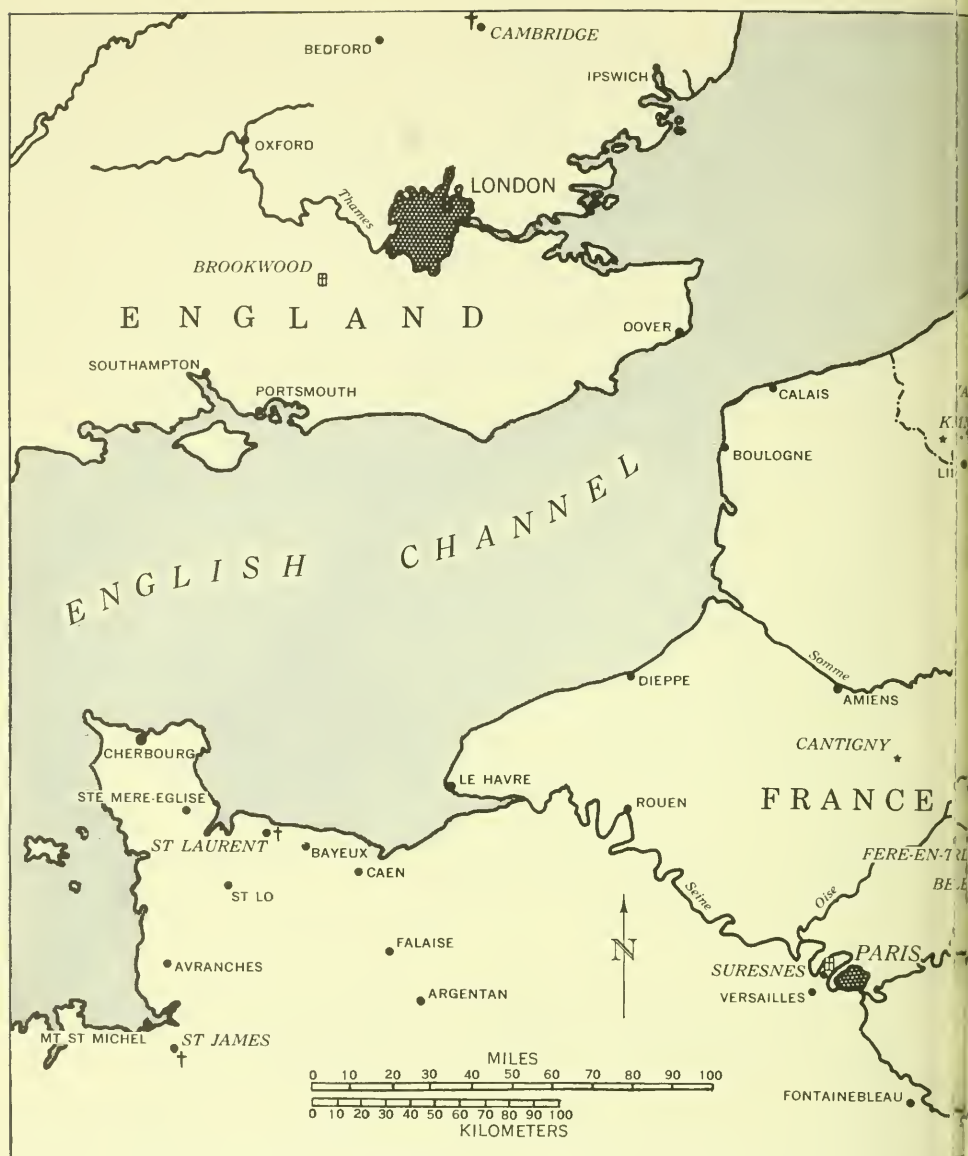 CAMBRIDGE
BEDFORD
IPSWICH
OXFORD
LONDON
Thames
BROOKWOOD
ENGLAND
DOVER
SOUTHAMPTON
PORTSMOUTH
CALAIS
BOULOGNE
ENGLISH CHANNEL
Somme
DIEPPE
AMIENS
CHERBOURG
CANTIGNY
LE HAVRE
STE MERE-EGLISE
ROUEN
FRANCE
ST LAURENT
BAYEUX
CAEN
FERE-EN-
ST LO
Seine
Oise
FALAISE
N
PARIS
SURESNES
AVRANCHES
VERSAILLES
ARGENTAN
MT ST MICHEL
ST JAMES
MILES
0 10 20 30 40 50 60 70 80 90 100
0 10 20 30 40 50 60 70 80 90 100
KILOMETERS
FONTAINEBLEAU